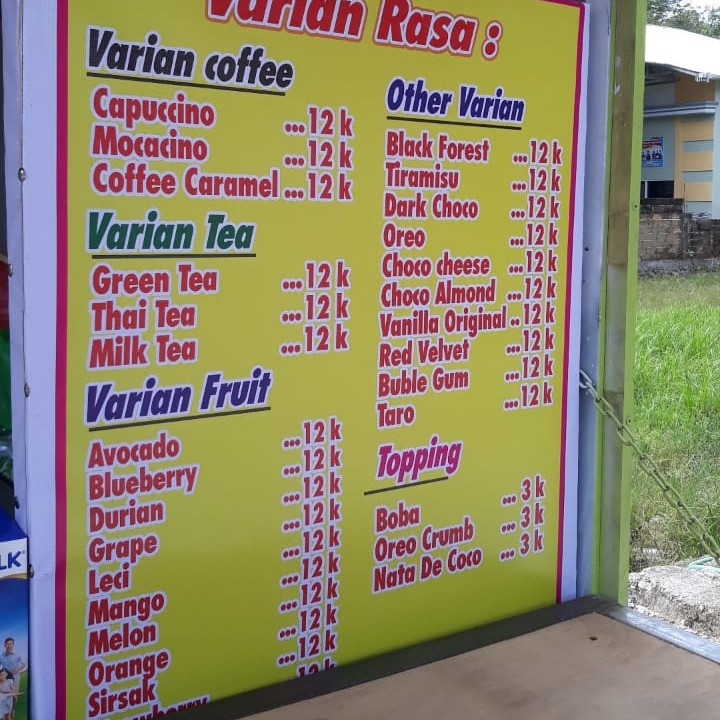 Varian Rasa :
Varian coffee
Capuccino ...12 k
Mocacino ...12 k
Coffee Caramel ...12 k
Varian Tea
Green Tea ...12 k
Thai Tea ...12 k
Milk Tea ...12 k
Varian Fruit
Avocado ...12 k
Blueberry ...12 k
Durian ...12 k
Grape ...12 k
Leci ...12 k
Mango ...12 k
Melon ...12 k
Orange ...12 k
Sirsak ...12 k
Other Varian
Black Forest ...12 k
Tiramisu ...12 k
Dark Choco ...12 k
Oreo ...12 k
Choco cheese ...12 k
Choco Almond ...12 k
Vanilla Original ..12 k
Red Velvet ...12 k
Buble Gum ...12 k
Taro ...12 k
Topping
Boba ... 3 k
Oreo Crumb ... 3 k
Nata De Coco ... 3 k